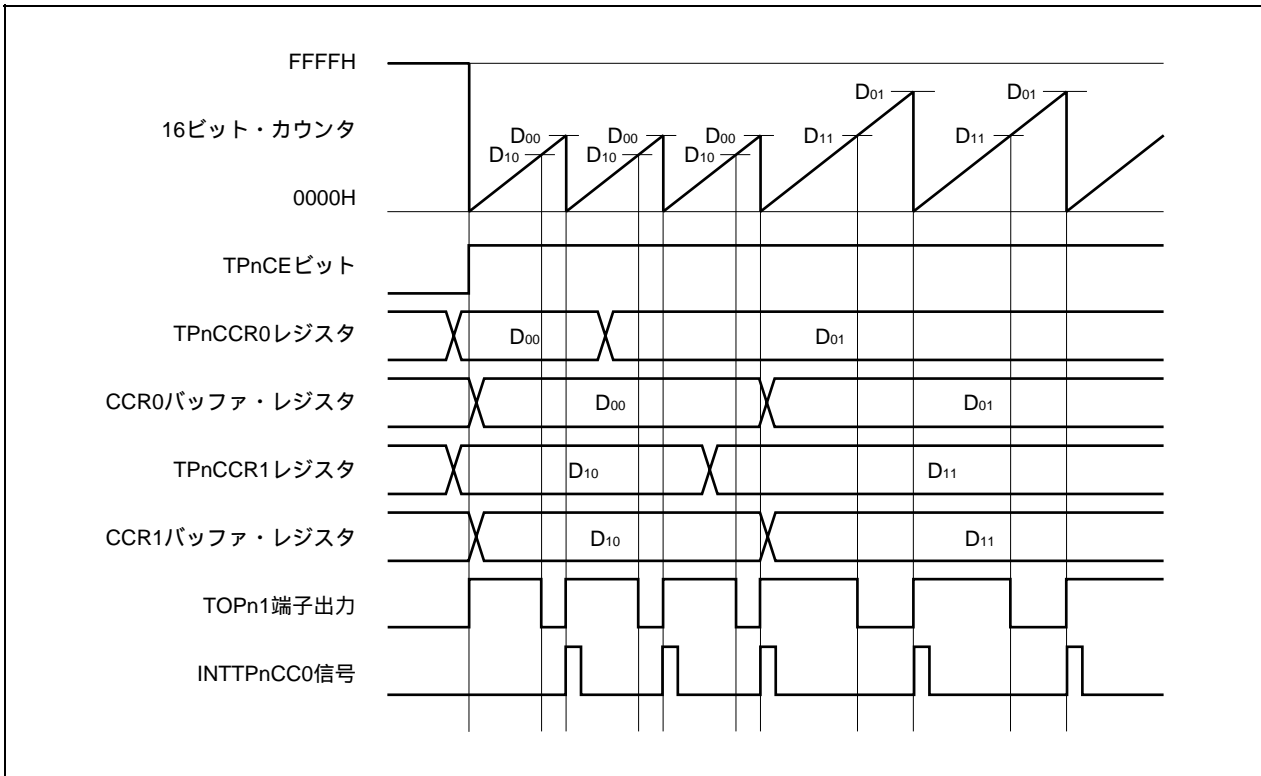 FFFFH
D01 D01
16ビット・カウンタ D00 D00 D00 D11 D11
D10 D10 D10
0000H
TPnCEビット
TPnCCR0レジスタ D00 D01
CCR0バッファ・レジスタ D00 D01
TPnCCR1レジスタ D10 D11
CCR1バッファ・レジスタ D10 D11
TOPn1端子出力
INTTPnCC0信号